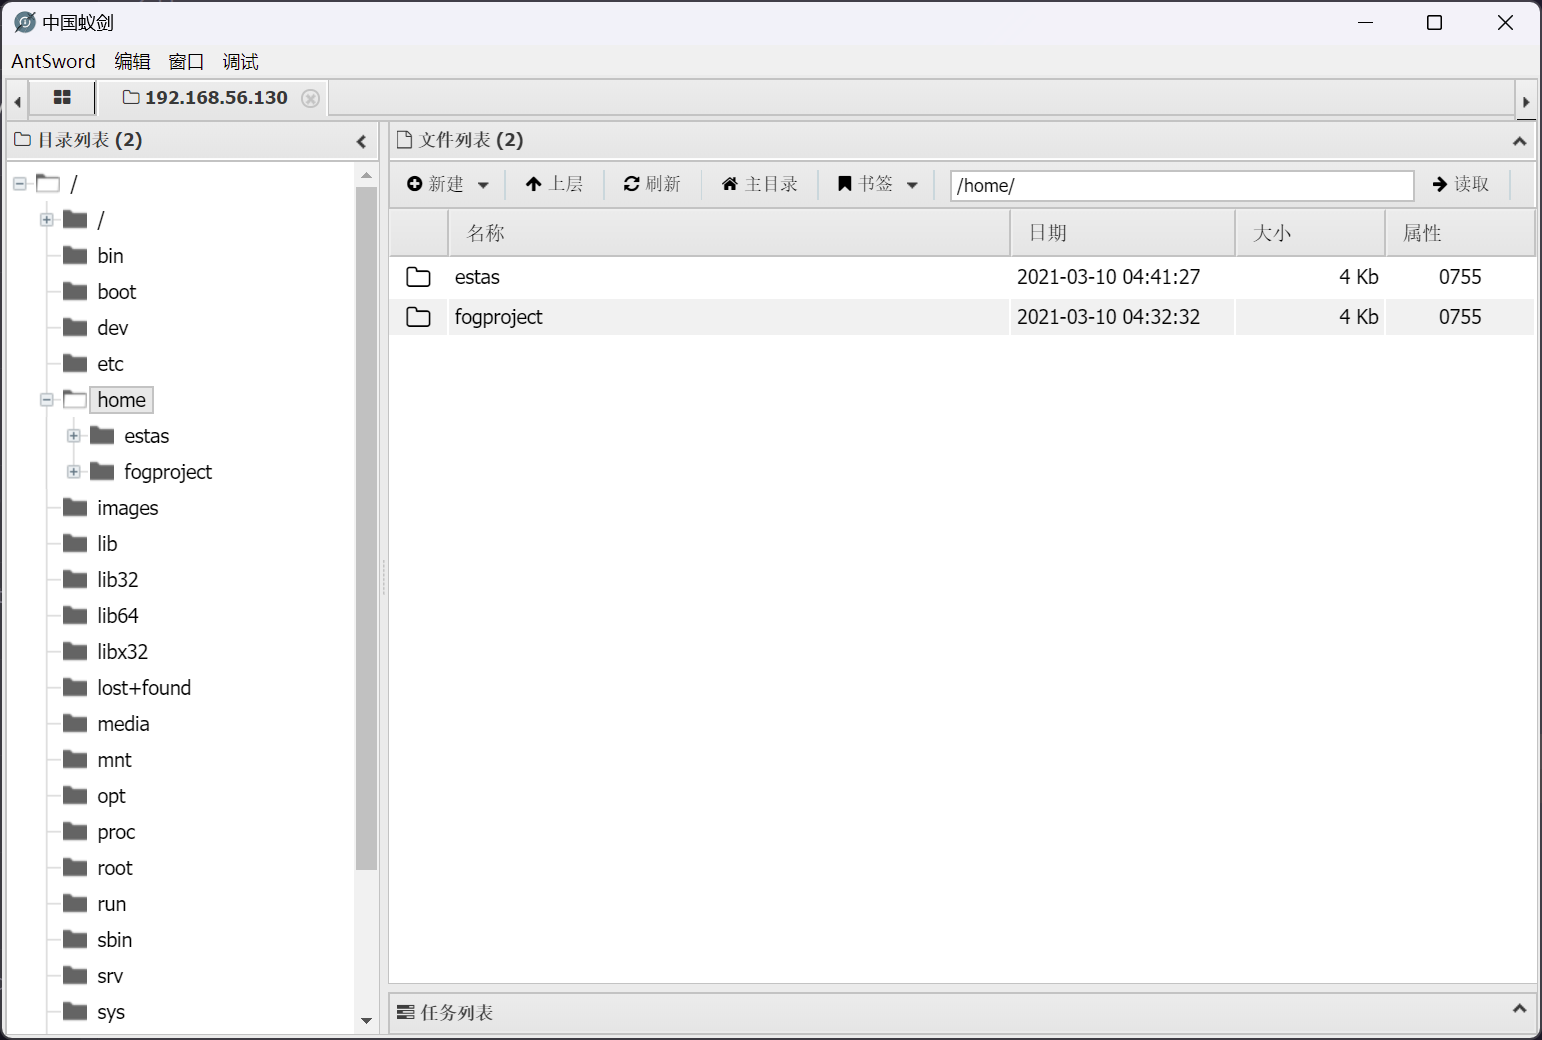 中国蚁剑
AntSword 编辑 窗口 调试
192.168.56.130
目录列表 (2)
/
/
bin
boot
dev
etc
home
estas
fogproject
images
lib
lib32
lib64
libx32
lost+found
media
mnt
opt
proc
root
run
sbin
srv
sys
文件列表 (2)
新建 上层 刷新 主目录 书签 /home/ 读取
名称 日期 大小 属性
estas 2021-03-10 04:41:27 4 Kb 0755
fogproject 2021-03-10 04:32:32 4 Kb 0755
任务列表